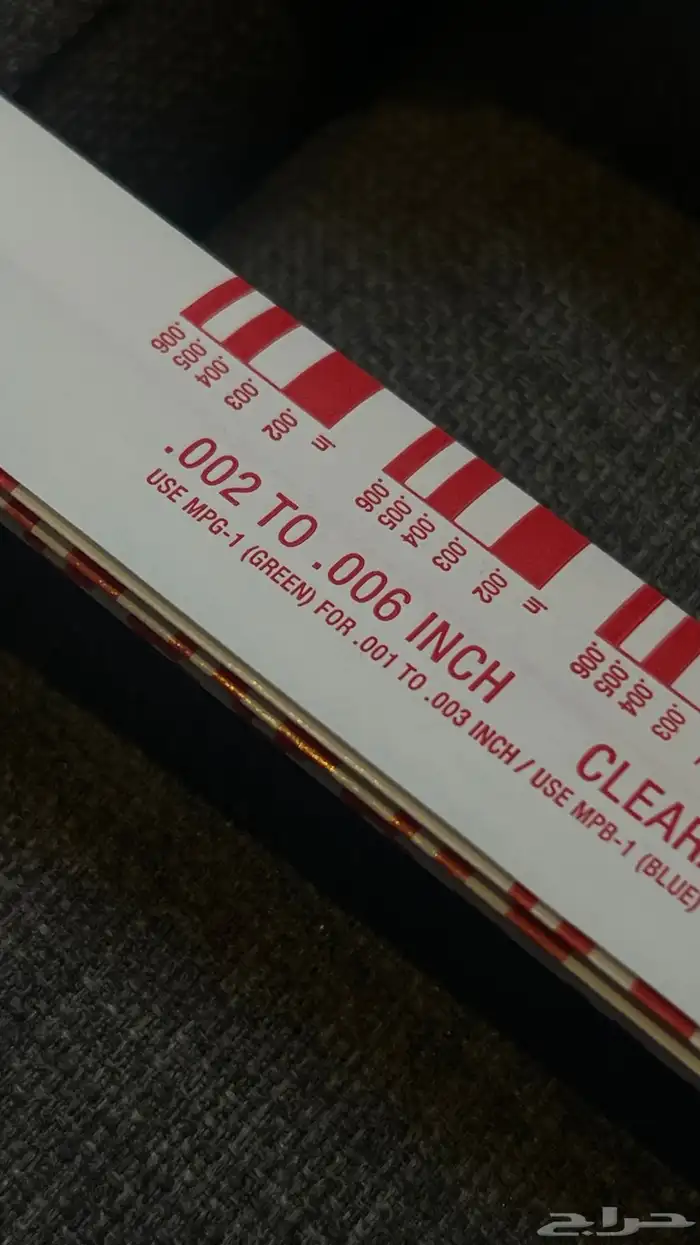 .006 .005 .004 .003 .002 in
.006 .005 .004 .003 .002 in
.006 .005 .004 .003
.002 TO .006 INCH CLEAR
USE MPG-1 (GREEN) FOR .001 TO .003 INCH / USE MPB-1 (BLUE)
حراج